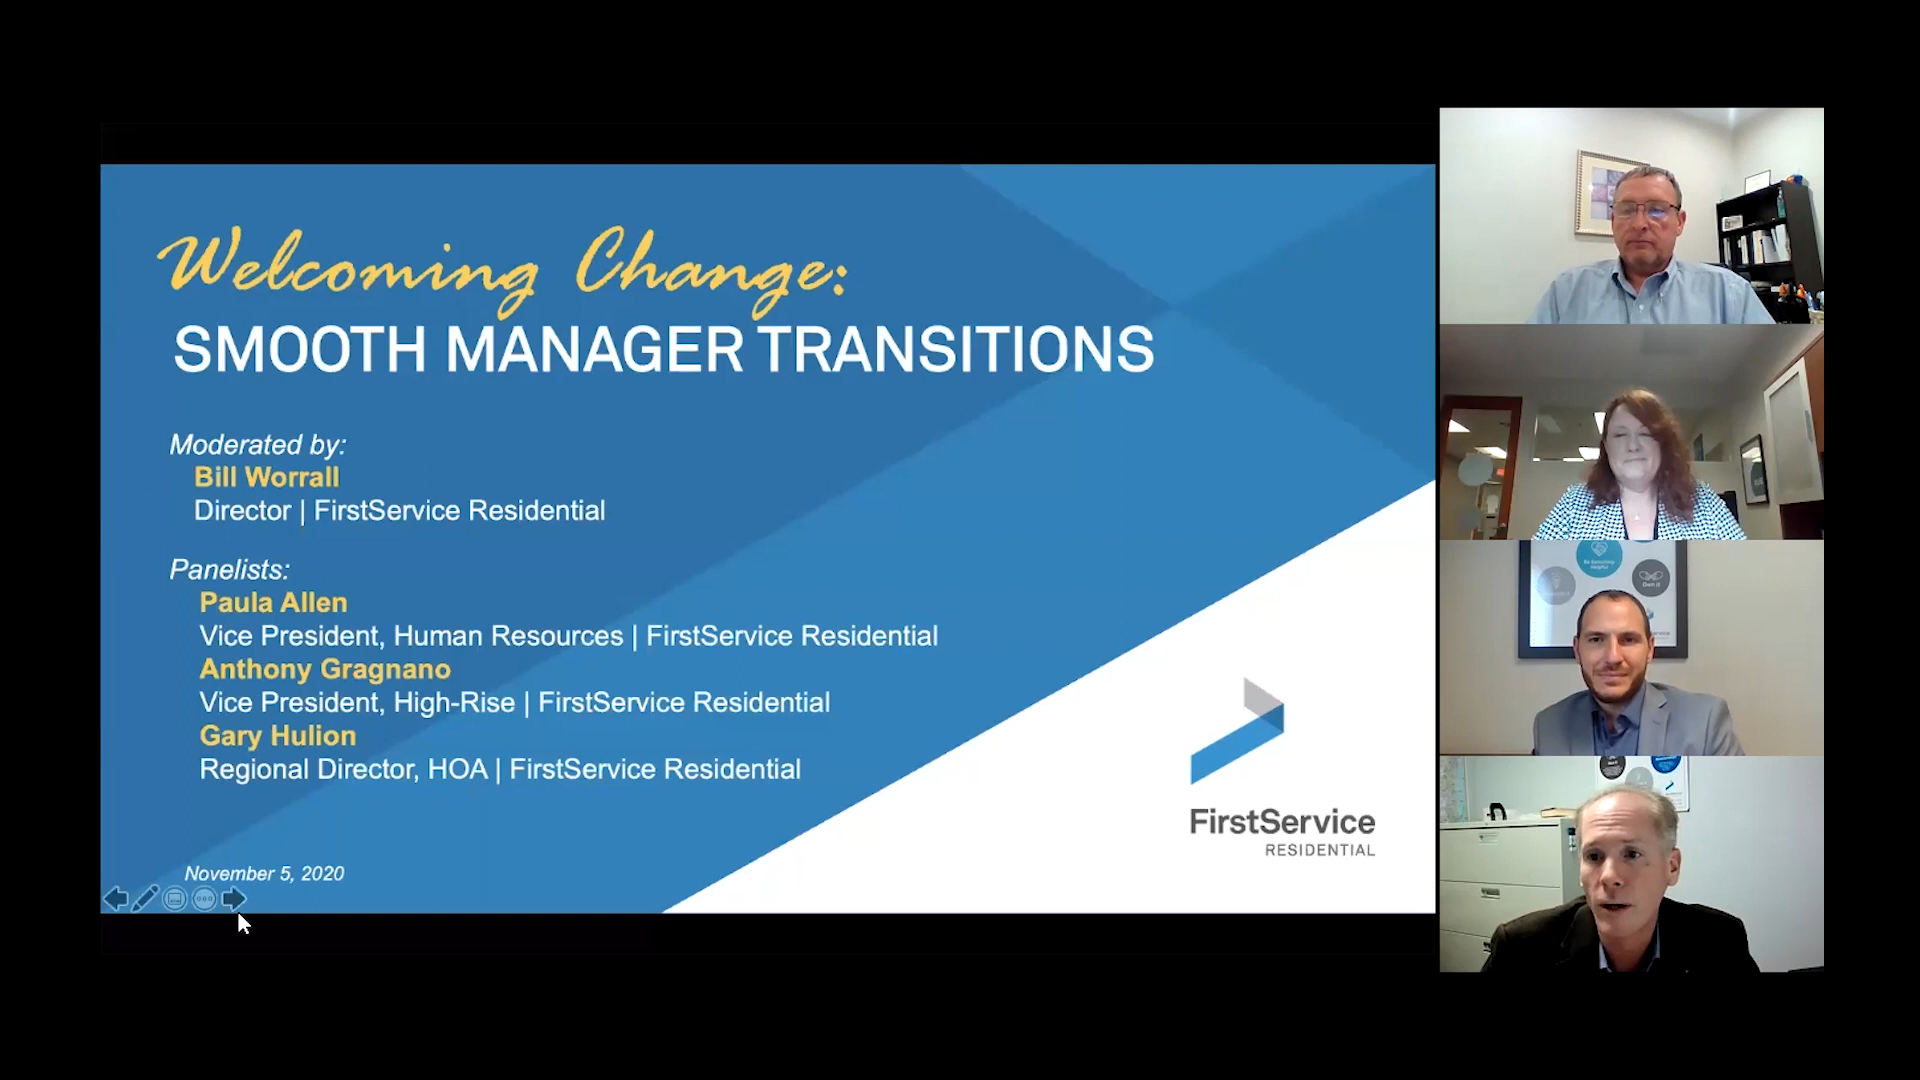 Welcoming Change:
SMOOTH MANAGER TRANSITIONS
Moderated by:
Bill Worrall
Director | FirstService Residential
Panelists:
Paula Allen
Vice President, Human Resources | FirstService Residential
Anthony Gragnano
Vice President, High-Rise | FirstService Residential
Gary Hulion
Regional Director, HOA | FirstService Residential
November 5, 2020
FirstService
RESIDENTIAL
Own It